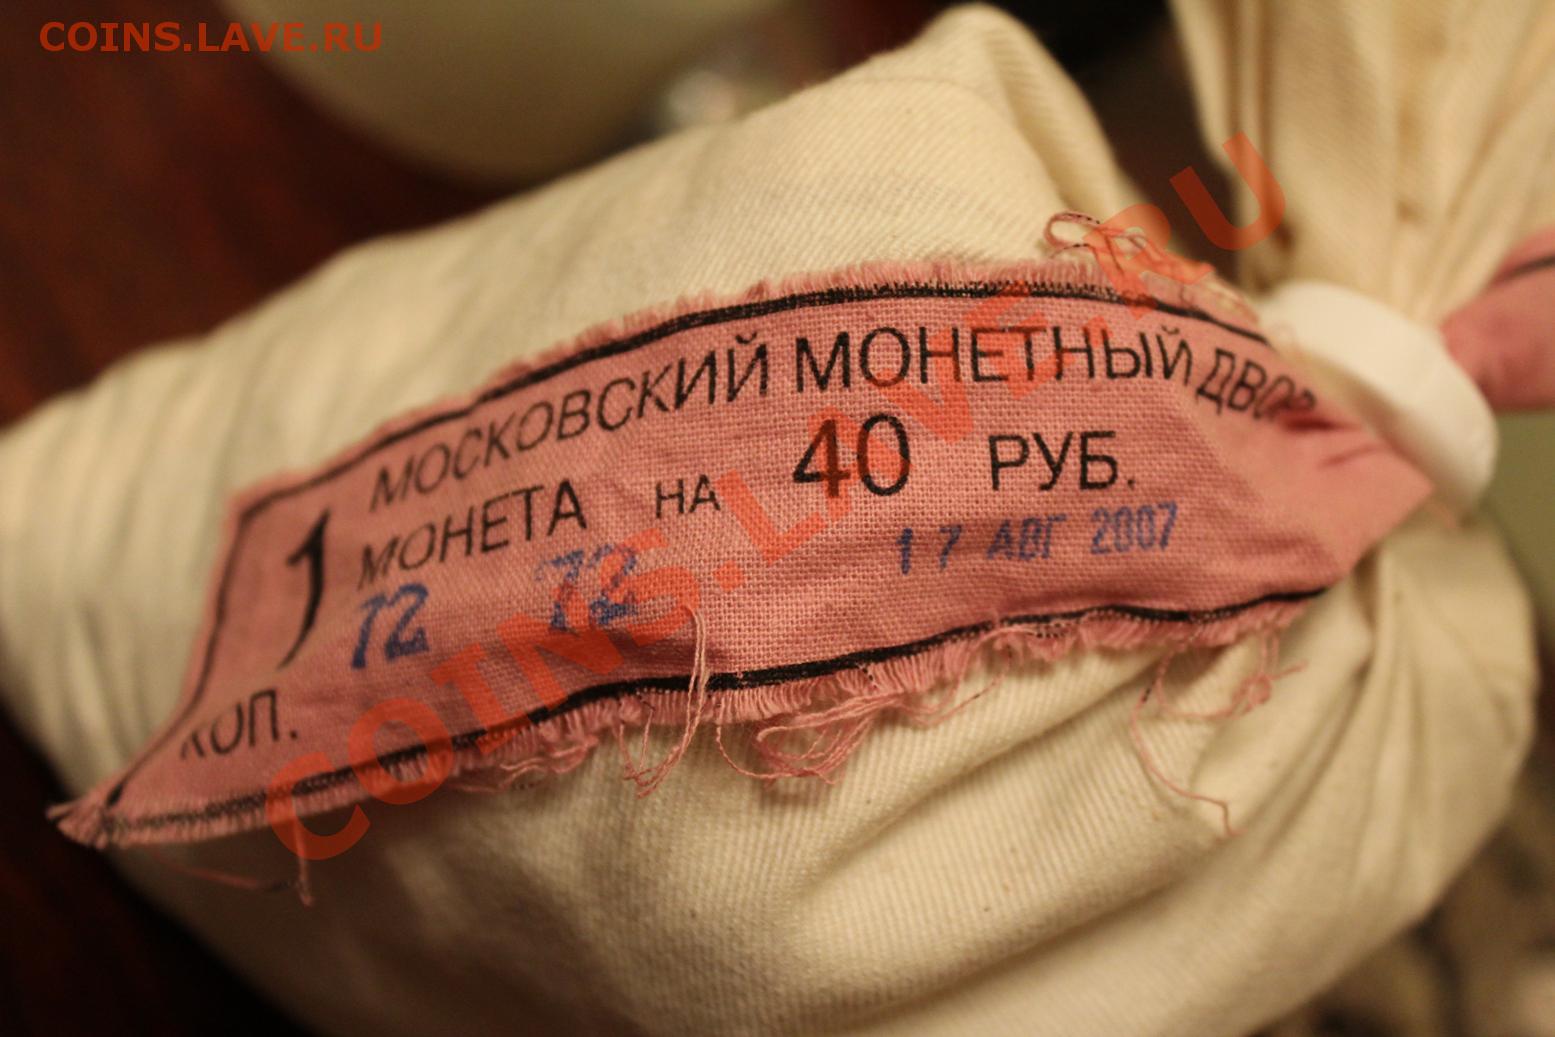 COINS.LAVE.RU
МОСКОВСКИЙ МОНЕТНЫЙ ДВОР
1 МОНЕТА НА 40 РУБ.
72 72 17 АВГ 2007
КОП.
COINS.LAVE.RU